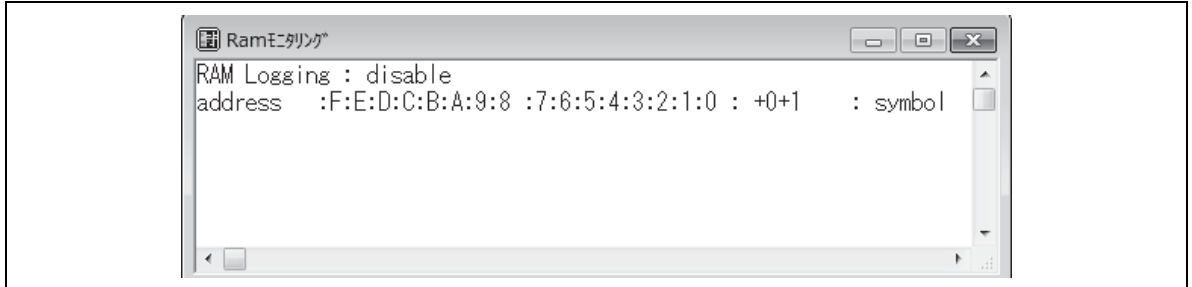 Ramﾓﾆﾀﾘﾝｸﾞ
RAM Logging : disable
address   :F:E:D:C:B:A:9:8 :7:6:5:4:3:2:1:0 : +0+1    : symbol